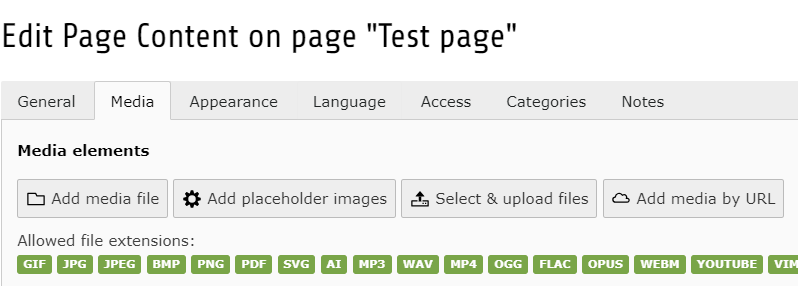 Edit Page Content on page "Test page"
General Media Appearance Language Access Categories Notes
Media elements
Add media file Add placeholder images Select & upload files Add media by URL
Allowed file extensions:
GIF JPG JPEG BMP PNG PDF SVG AI MP3 WAV MP4 OGG FLAC OPUS WEBM YOUTUBE VIM